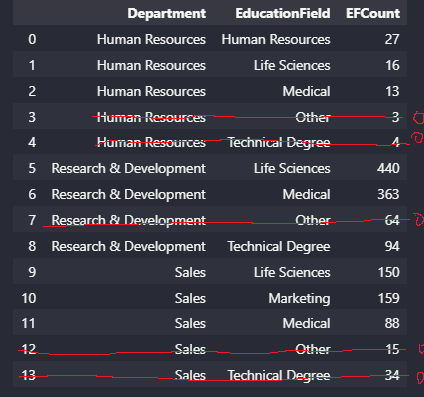 Department EducationField EFCount
0 Human Resources Human Resources 27
1 Human Resources Life Sciences 16
2 Human Resources Medical 13
3 Human Resources Other 3
4 Human Resources Technical Degree 4
5 Research & Development Life Sciences 440
6 Research & Development Medical 363
7 Research & Development Other 64
8 Research & Development Technical Degree 94
9 Sales Life Sciences 150
10 Sales Marketing 159
11 Sales Medical 88
12 Sales Other 15
13 Sales Technical Degree 34